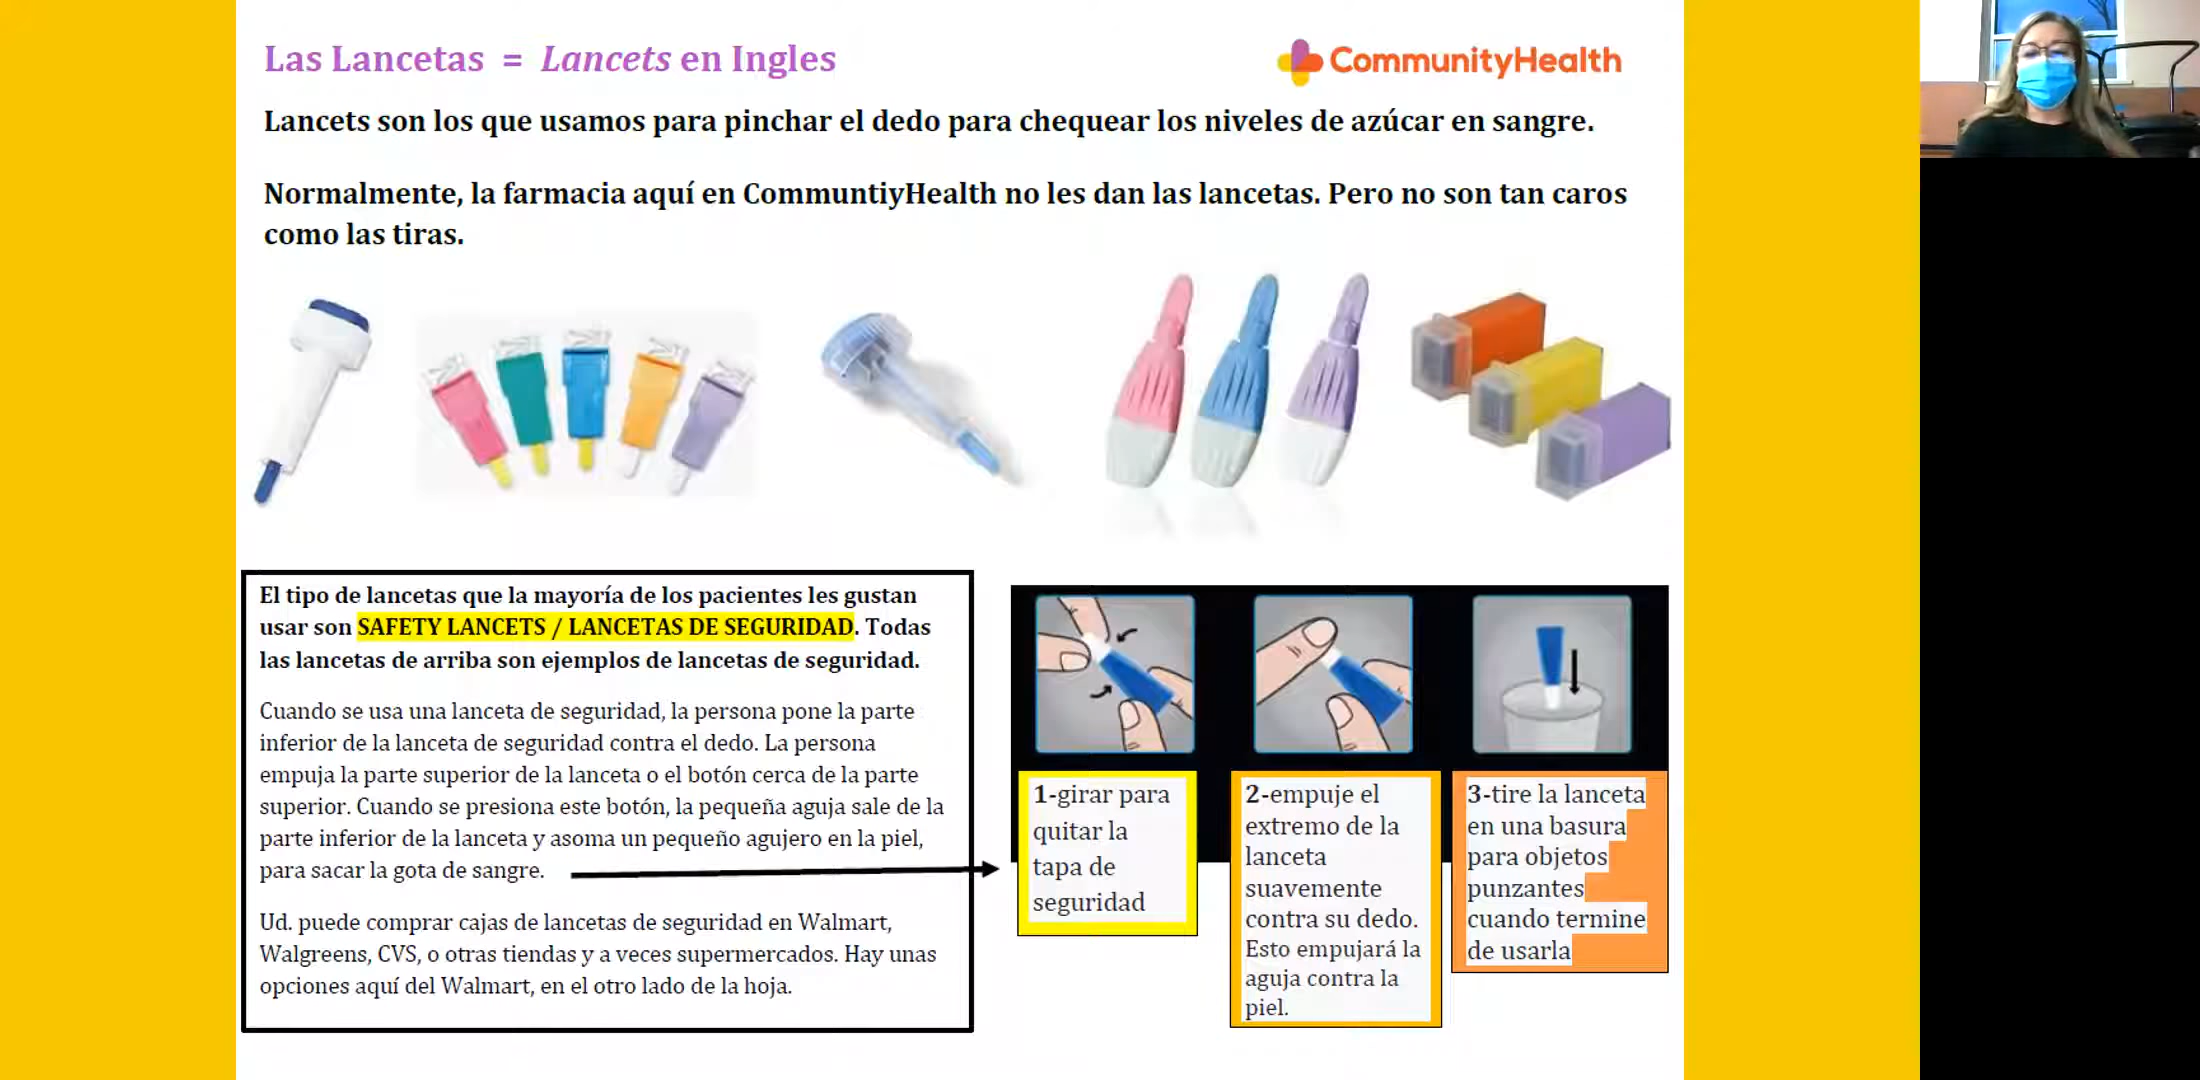 Las Lancetas = Lancets en Ingles
CommunityHealth
Lancets son los que usamos para pinchar el dedo para chequear los niveles de azúcar en sangre.
Normalmente, la farmacia aquí en CommuntiyHealth no les dan las lancetas. Pero no son tan caros
como las tiras.
El tipo de lancetas que la mayoría de los pacientes les gustan
usar son SAFETY LANCETS / LANCETAS DE SEGURIDAD. Todas
las lancetas de arriba son ejemplos de lancetas de seguridad.
Cuando se usa una lanceta de seguridad, la persona pone la parte
inferior de la lanceta de seguridad contra el dedo. La persona
empuja la parte superior de la lanceta o el botón cerca de la parte
superior. Cuando se presiona este botón, la pequeña aguja sale de la
parte inferior de la lanceta y asoma un pequeño agujero en la piel,
para sacar la gota de sangre.
Ud. puede comprar cajas de lancetas de seguridad en Walmart,
Walgreens, CVS, o otras tiendas y a veces supermercados. Hay unas
opciones aquí del Walmart, en el otro lado de la hoja.
1-girar para
quitar la
tapa de
seguridad
2-empuje el
extremo de la
lanceta
suavemente
contra su dedo.
Esto empujará la
aguja contra la
piel.
3-tire la lanceta
en una basura
para objetos
punzantes
cuando termine
de usarla